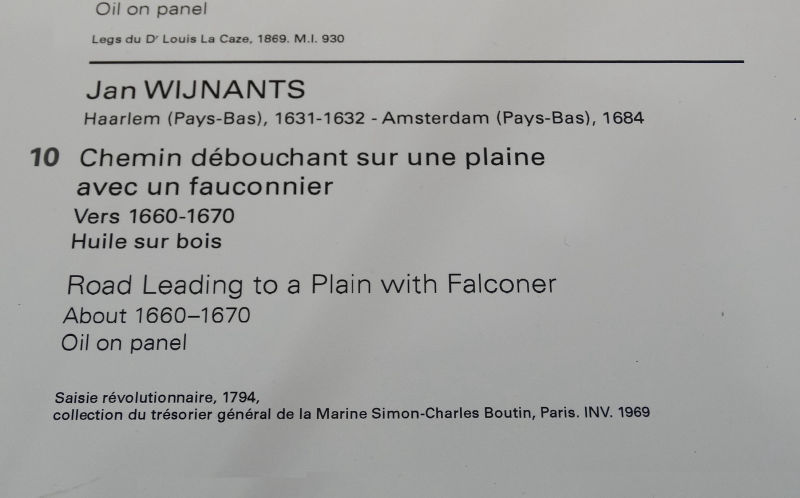 Oil on panel
Legs du Dʳ Louis La Caze, 1869. M.I. 930
Jan WIJNANTS
Haarlem (Pays-Bas), 1631-1632 - Amsterdam (Pays-Bas), 1684
10 Chemin débouchant sur une plaine
avec un fauconnier
Vers 1660-1670
Huile sur bois
Road Leading to a Plain with Falconer
About 1660–1670
Oil on panel
Saisie révolutionnaire, 1794,
collection du trésorier général de la Marine Simon-Charles Boutin, Paris. INV. 1969